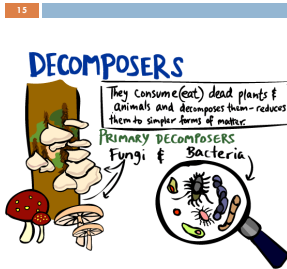 15
DECOMPOSERS
They consume (eat) dead plants &
animals and decomposes them - reduces
them to simpler forms of matter.
PRIMARY DECOMPOSERS
Fungi & Bacteria